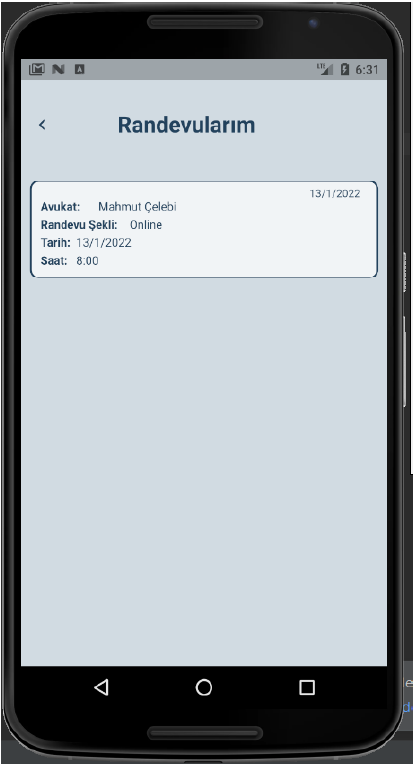 6:31
Randevularım
13/1/2022
Avukat: Mahmut Çelebi
Randevu Şekli: Online
Tarih: 13/1/2022
Saat: 8:00